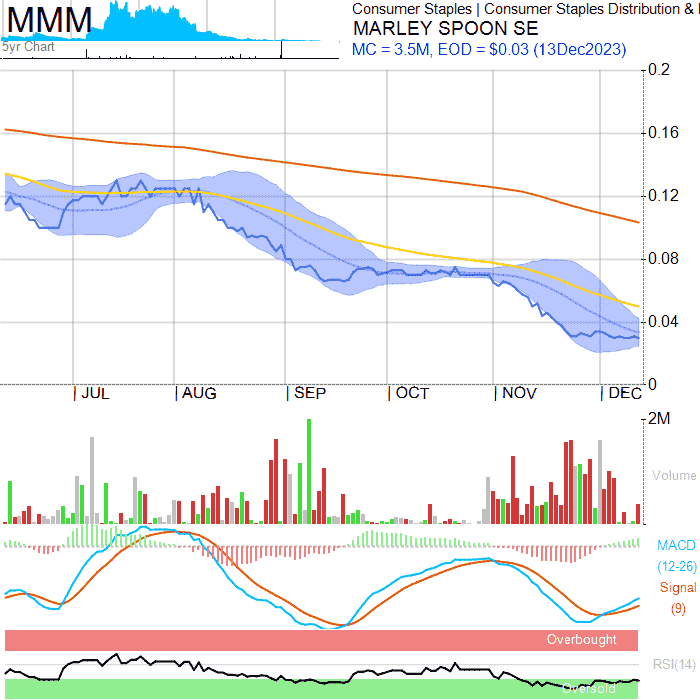 MMM
5yr Chart
Consumer Staples | Consumer Staples Distribution &
MARLEY SPOON SE
MC = 3.5M, EOD = $0.03 (13Dec2023)
0.2
0.16
0.12
0.08
0.04
0
| JUL | AUG | SEP | OCT | NOV | DEC
2M
Volume
MACD
(12-26)
Signal
(9)
Overbought
RSI(14)
Oversold